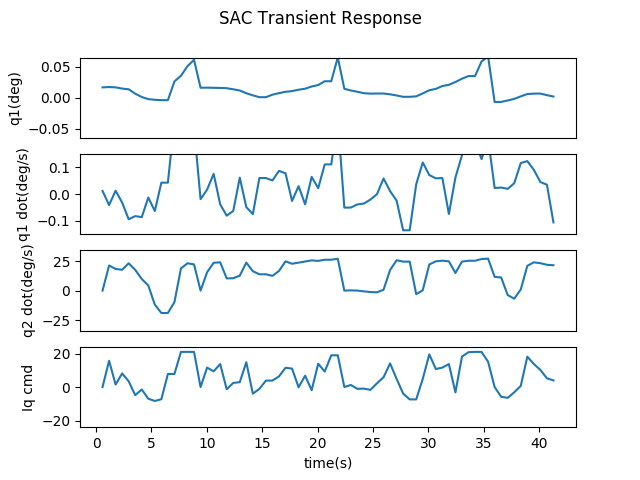 SAC Transient Response
q1(deg)
0.05
0.00
−0.05
q1 dot(deg/s)
0.1
0.0
−0.1
q2 dot(deg/s)
25
0
−25
Iq cmd
20
0
−20
0 5 10 15 20 25 30 35 40
time(s)